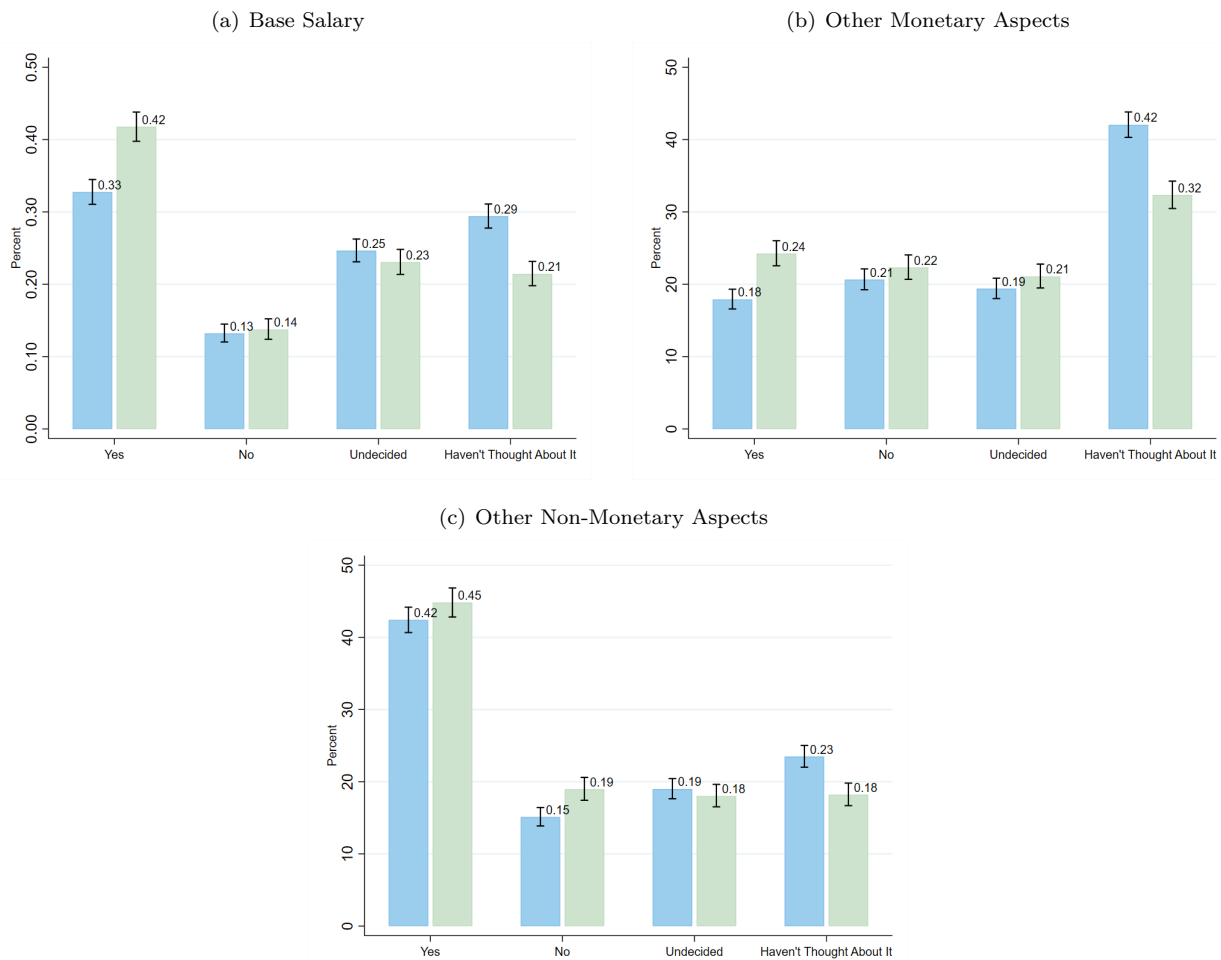 (a) Base Salary
Percent
0.50
0.40
0.30
0.20
0.10
0.00
0.33
0.42
0.13
0.14
0.25
0.23
0.29
0.21
Yes
No
Undecided
Haven't Thought About It
(b) Other Monetary Aspects
Percent
50
40
30
20
10
0
0.18
0.24
0.21
0.22
0.19
0.21
0.42
0.32
Yes
No
Undecided
Haven't Thought About It
(c) Other Non-Monetary Aspects
Percent
50
40
30
20
10
0
0.42
0.45
0.15
0.19
0.19
0.18
0.23
0.18
Yes
No
Undecided
Haven't Thought About It